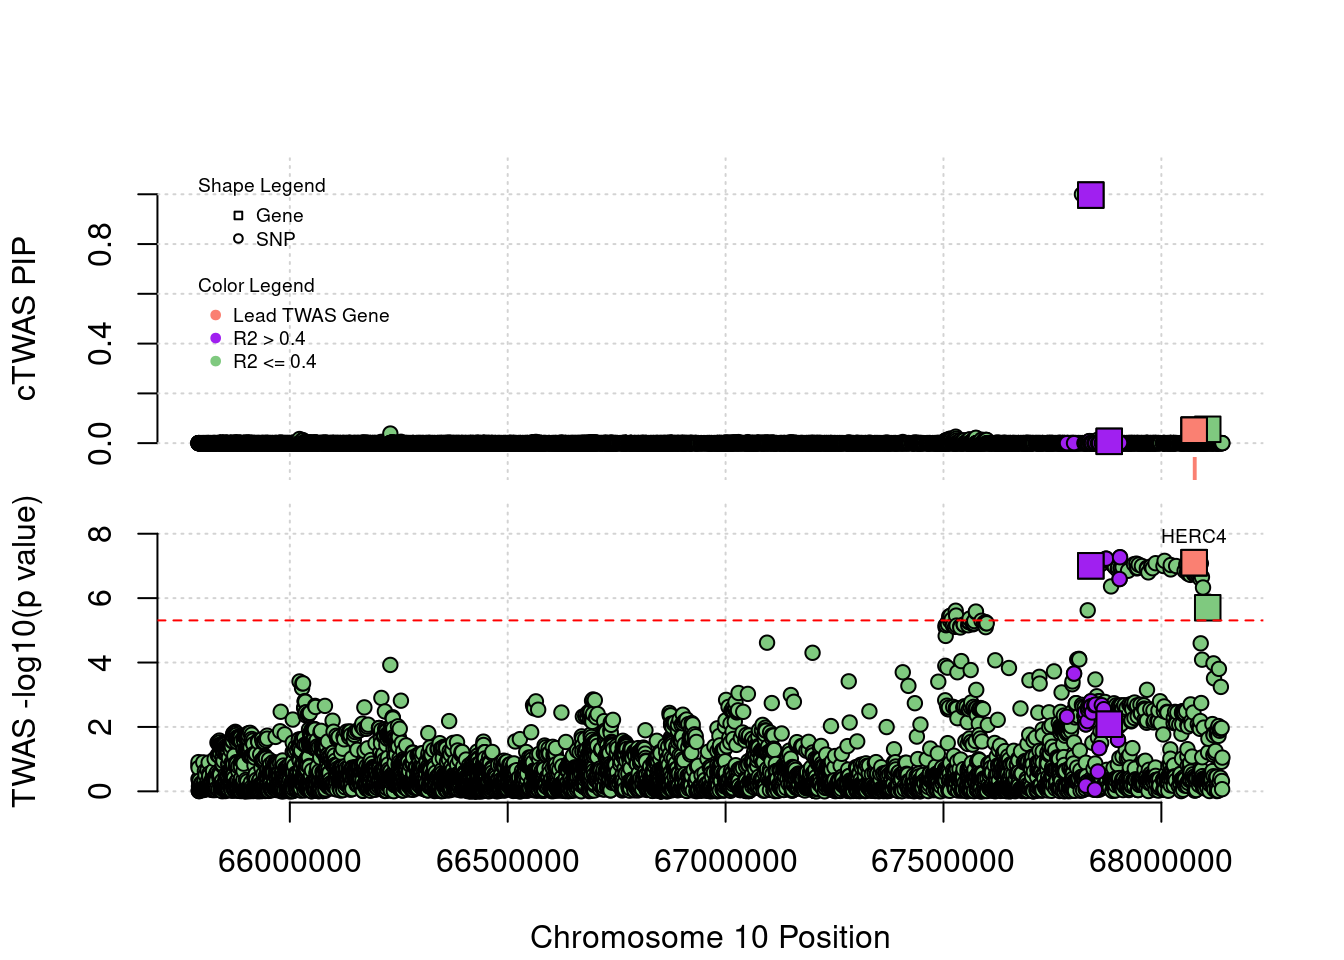 cTWAS PIP
0.8
0.4
0.0
Shape Legend
Gene
SNP
Color Legend
Lead TWAS Gene
R2 > 0.4
R2 <= 0.4
TWAS -log10(p value)
8
6
4
2
0
HERC4
66000000 66500000 67000000 67500000 68000000
Chromosome 10 Position